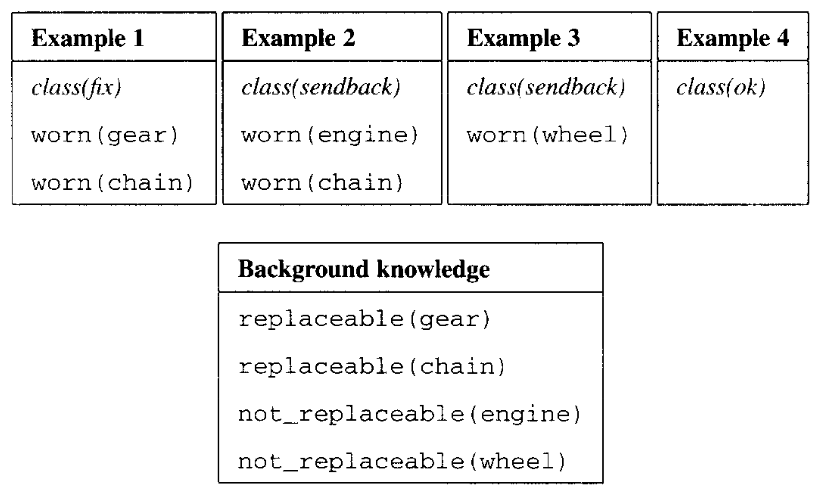 Example 1
class(fix)
worn(gear)
worn(chain)
Example 2
class(sendback)
worn(engine)
worn(chain)
Example 3
class(sendback)
worn(wheel)
Example 4
class(ok)
Background knowledge
replaceable(gear)
replaceable(chain)
not_replaceable(engine)
not_replaceable(wheel)